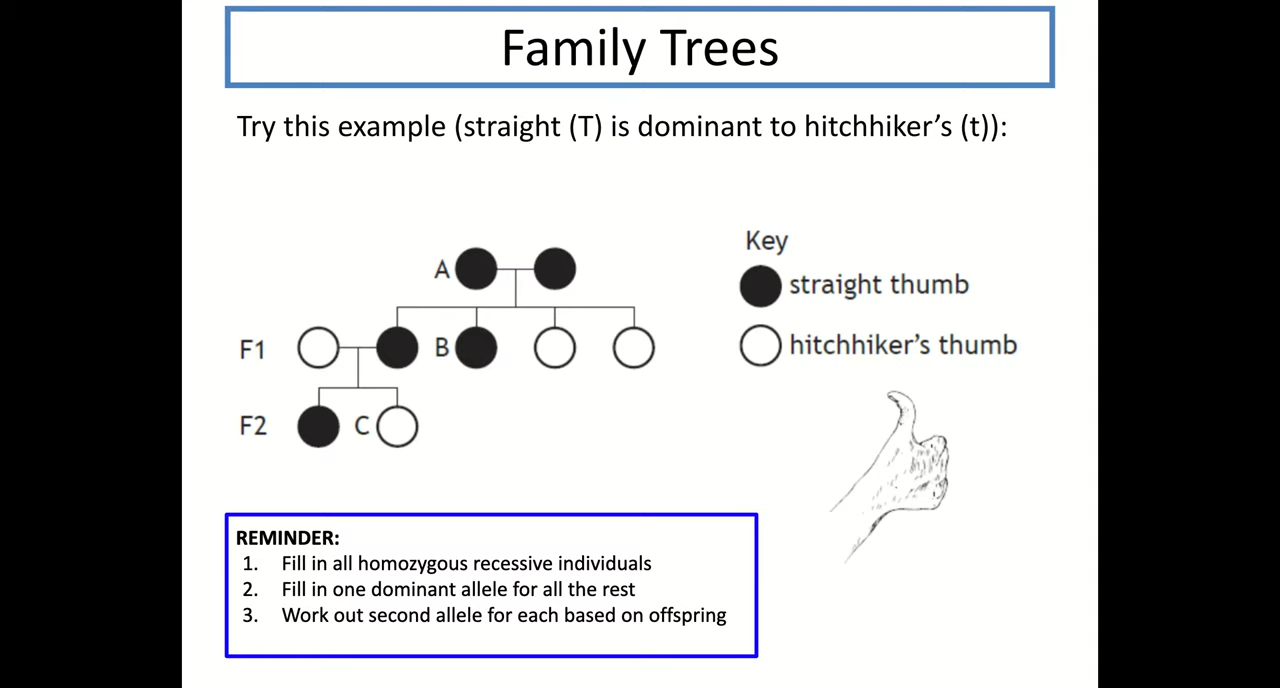 Family Trees
Try this example (straight (T) is dominant to hitchhiker’s (t)):
Key
A
straight thumb
F1
B
hitchhiker’s thumb
F2
C
REMINDER:
1. Fill in all homozygous recessive individuals
2. Fill in one dominant allele for all the rest
3. Work out second allele for each based on offspring